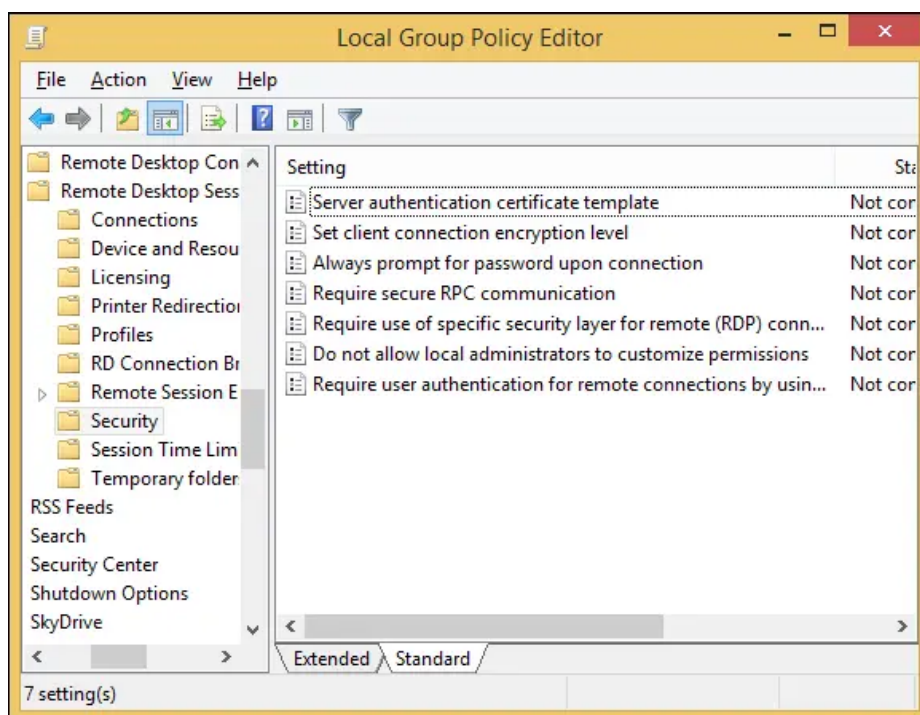 Local Group Policy Editor
File Action View Help
Remote Desktop Con
Remote Desktop Sess
Connections
Device and Resou
Licensing
Printer Redirection
Profiles
RD Connection Br
Remote Session E
Security
Session Time Lim
Temporary folder
RSS Feeds
Search
Security Center
Shutdown Options
SkyDrive
Setting Sta
Server authentication certificate template Not cor
Set client connection encryption level Not cor
Always prompt for password upon connection Not cor
Require secure RPC communication Not cor
Require use of specific security layer for remote (RDP) conn... Not cor
Do not allow local administrators to customize permissions Not cor
Require user authentication for remote connections by usin... Not cor
Extended Standard
7 setting(s)